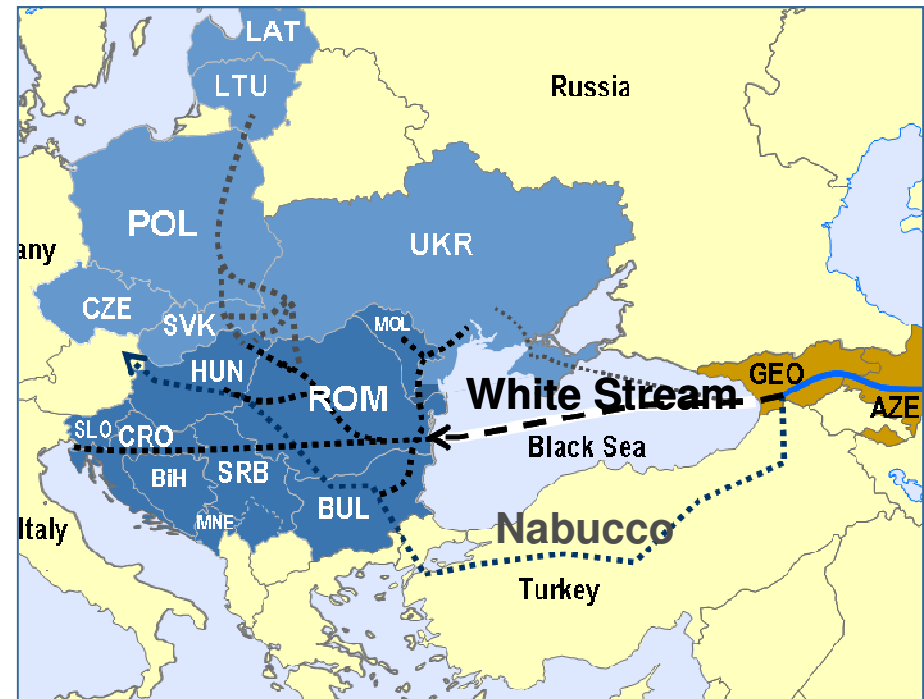 LAT
LTU
Russia
POL
UKR
any
CZE
SVK
MOL
HUN
GEO
ROM
White Stream
AZE
SLO
CRO
Black Sea
BiH
SRB
BUL
MNE
Italy
Nabucco
Turkey